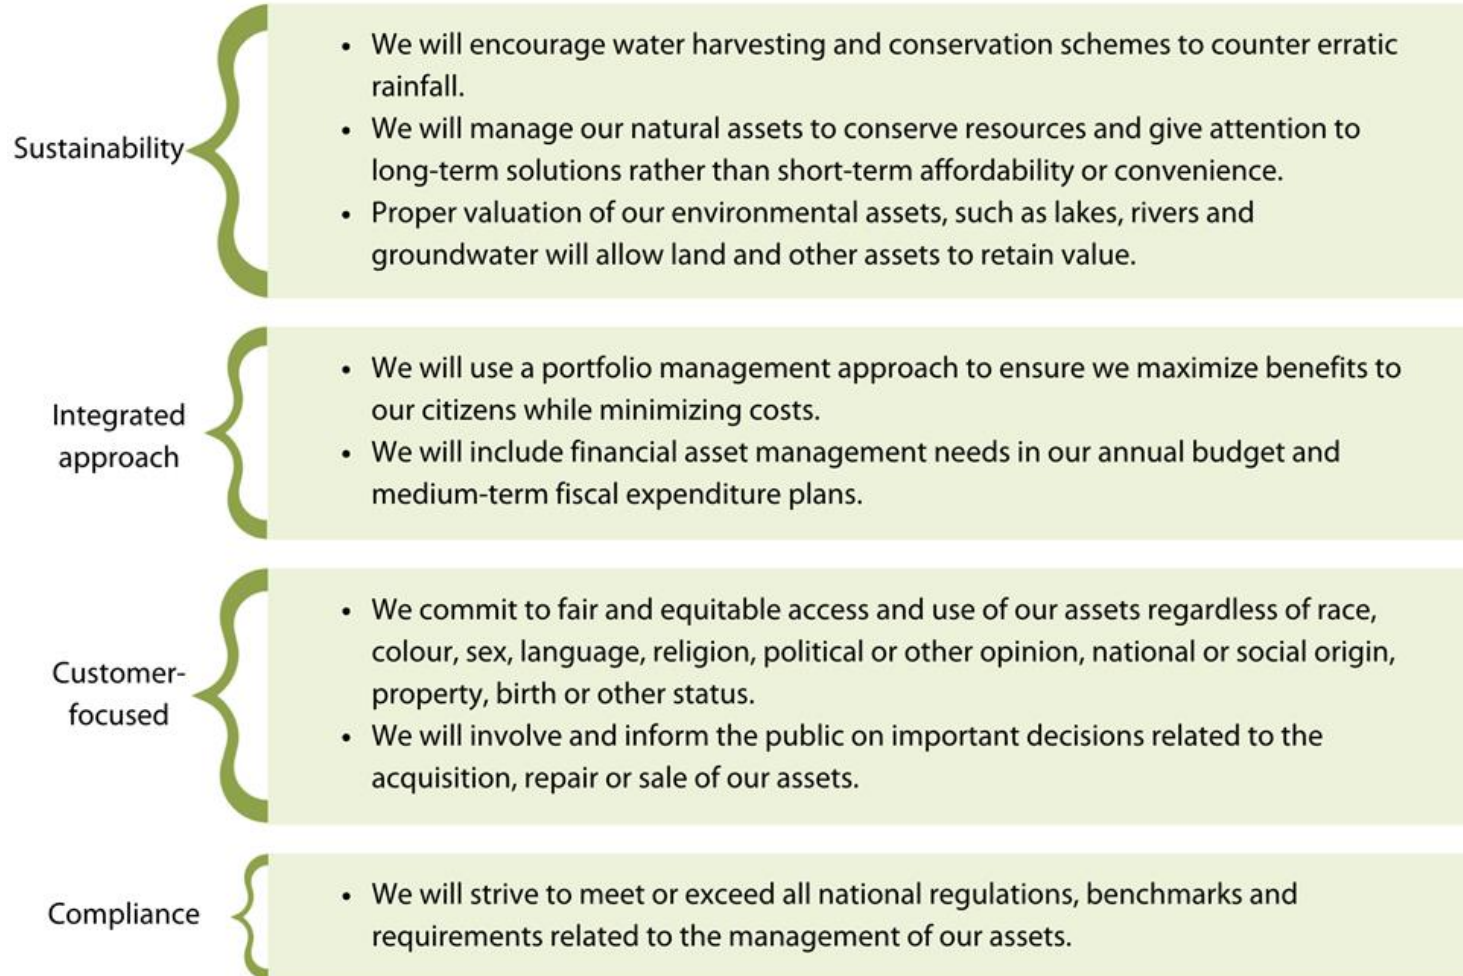 Sustainability
• We will encourage water harvesting and conservation schemes to counter erratic
rainfall.
• We will manage our natural assets to conserve resources and give attention to
long-term solutions rather than short-term affordability or convenience.
• Proper valuation of our environmental assets, such as lakes, rivers and
groundwater will allow land and other assets to retain value.
Integrated
approach
• We will use a portfolio management approach to ensure we maximize benefits to
our citizens while minimizing costs.
• We will include financial asset management needs in our annual budget and
medium-term fiscal expenditure plans.
Customer-
focused
• We commit to fair and equitable access and use of our assets regardless of race,
colour, sex, language, religion, political or other opinion, national or social origin,
property, birth or other status.
• We will involve and inform the public on important decisions related to the
acquisition, repair or sale of our assets.
Compliance
• We will strive to meet or exceed all national regulations, benchmarks and
requirements related to the management of our assets.